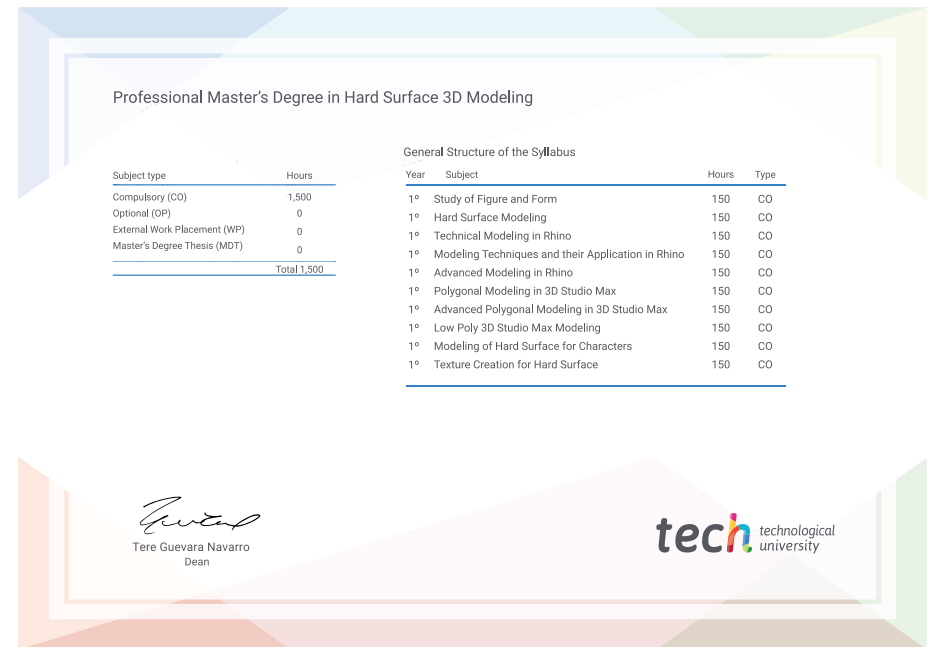 Professional Master's Degree in Hard Surface 3D Modeling
Subject type Hours
Compulsory (CO) 1,500
Optional (OP) 0
External Work Placement (WP) 0
Master's Degree Thesis (MDT) 0
Total 1,500
General Structure of the Syllabus
Year Subject Hours Type
1º Study of Figure and Form 150 CO
1º Hard Surface Modeling 150 CO
1º Technical Modeling in Rhino 150 CO
1º Modeling Techniques and their Application in Rhino 150 CO
1º Advanced Modeling in Rhino 150 CO
1º Polygonal Modeling in 3D Studio Max 150 CO
1º Advanced Polygonal Modeling in 3D Studio Max 150 CO
1º Low Poly 3D Studio Max Modeling 150 CO
1º Modeling of Hard Surface for Characters 150 CO
1º Texture Creation for Hard Surface 150 CO
Tere Guevara Navarro
Dean
tech technological
university